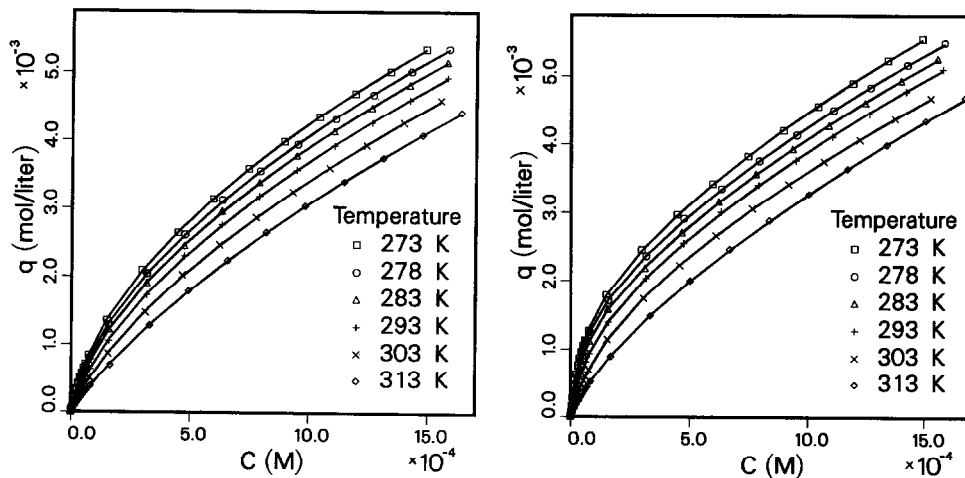 ×10⁻³
5.0
4.0
3.0
2.0
1.0
0.0
q (mol/liter)
Temperature
273 K
278 K
283 K
293 K
303 K
313 K
0.0 5.0 10.0 15.0
C (M) ×10⁻⁴
×10⁻³
5.0
4.0
3.0
2.0
1.0
0.0
q (mol/liter)
Temperature
273 K
278 K
283 K
293 K
303 K
313 K
0.0 5.0 10.0 15.0
C (M) ×10⁻⁴